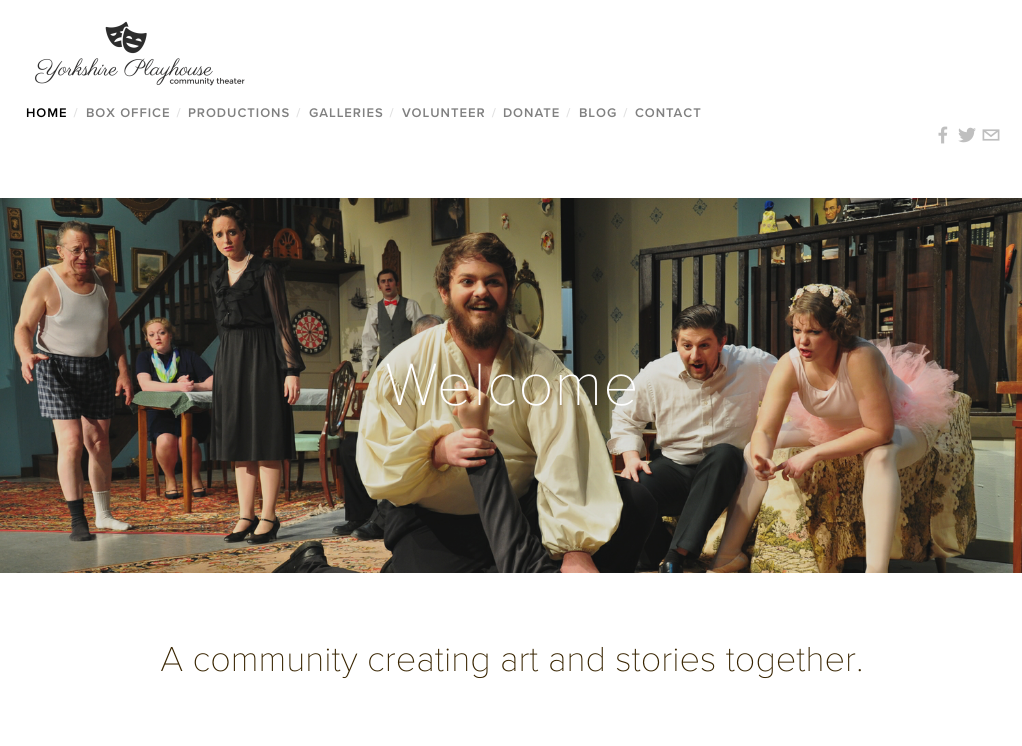 Yorkshire Playhouse
community theater
HOME / BOX OFFICE / PRODUCTIONS / GALLERIES / VOLUNTEER / DONATE / BLOG / CONTACT
Welcome
A community creating art and stories together.